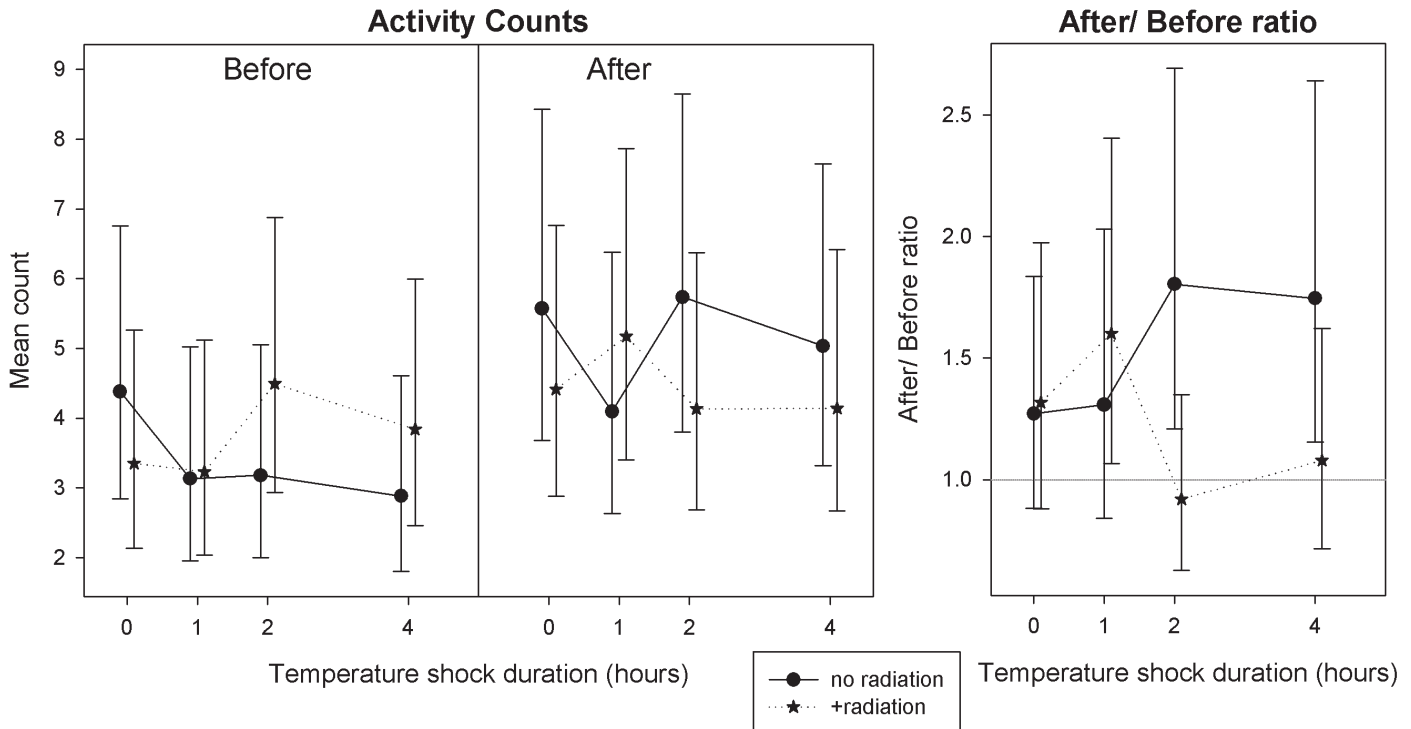 Activity Counts
Before
After
Mean count
9
8
7
6
5
4
3
2
0 1 2 4
0 1 2 4
Temperature shock duration (hours)
After/ Before ratio
After/ Before ratio
2.5
2.0
1.5
1.0
0 1 2 4
Temperature shock duration (hours)
no radiation
+radiation